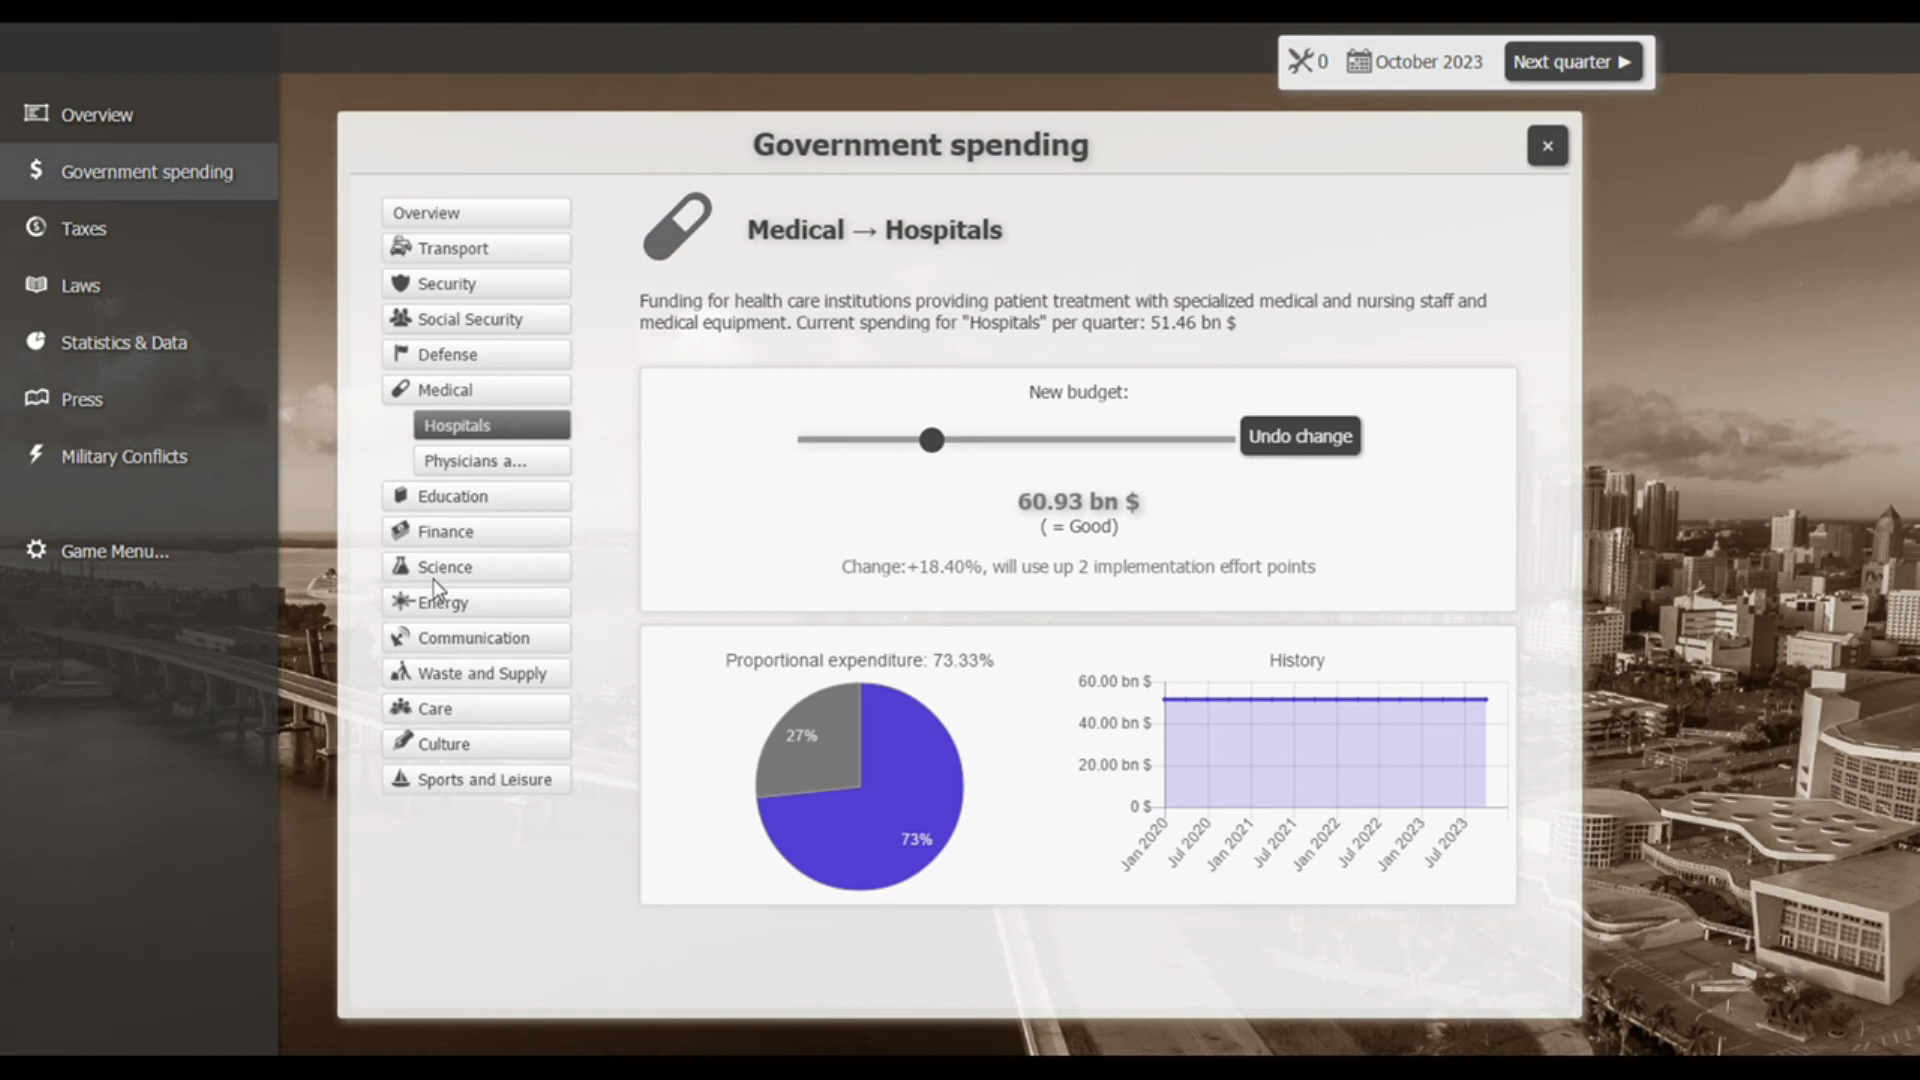 0 October 2023 Next quarter ▶
Overview
Government spending
Taxes
Laws
Statistics & Data
Press
Military Conflicts
Game Menu...
Government spending
×
Overview
Transport
Security
Social Security
Defense
Medical
Hospitals
Physicians a...
Education
Finance
Science
Energy
Communication
Waste and Supply
Care
Culture
Sports and Leisure
Medical → Hospitals
Funding for health care institutions providing patient treatment with specialized medical and nursing staff and
medical equipment. Current spending for "Hospitals" per quarter: 51.46 bn $
New budget:
Undo change
60.93 bn $
( = Good)
Change:+18.40%, will use up 2 implementation effort points
Proportional expenditure: 73.33%
27%
73%
History
60.00 bn $
40.00 bn $
20.00 bn $
0 $
Jan 2020
Jul 2020
Jan 2021
Jul 2021
Jan 2022
Jul 2022
Jan 2023
Jul 2023